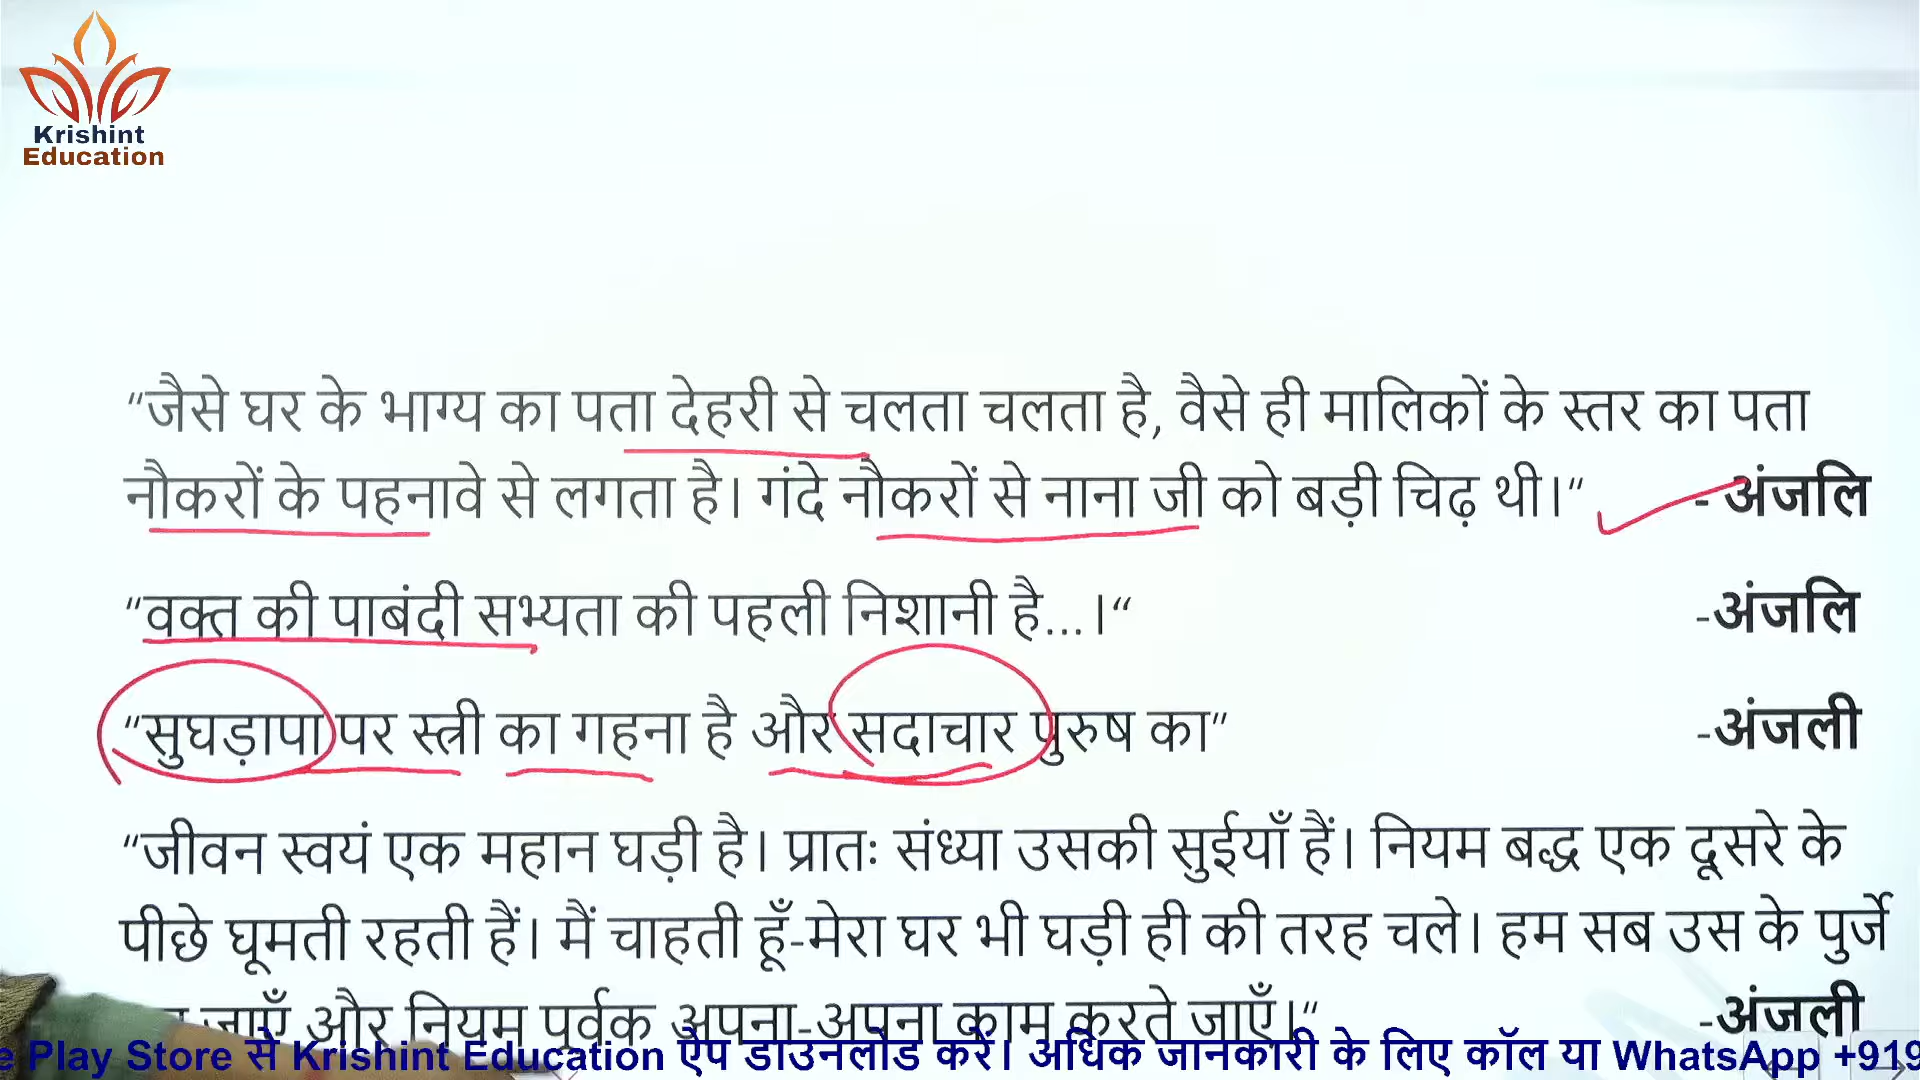 Krishint
Education
“जैसे घर के भाग्य का पता देहरी से चलता चलता है, वैसे ही मालिकों के स्तर का पता
नौकरों के पहनावे से लगता है। गंदे नौकरों से नाना जी को बड़ी चिढ़ थी।” - अंजलि
“वक्त की पाबंदी सभ्यता की पहली निशानी है...।“ -अंजलि
“सुघड़ापा पर स्त्री का गहना है और सदाचार पुरुष का” -अंजली
“जीवन स्वयं एक महान घड़ी है। प्रातः संध्या उसकी सुईयाँ हैं। नियम बद्ध एक दूसरे के
पीछे घूमती रहती हैं। मैं चाहती हूँ-मेरा घर भी घड़ी ही की तरह चले। हम सब उस के पुर्जे
जाएँ और नियम पूर्वक अपना-अपना काम करते जाएँ।“ -अंजली
Play Store से Krishint Education ऐप डाउनलोड करें। अधिक जानकारी के लिए कॉल या WhatsApp +919